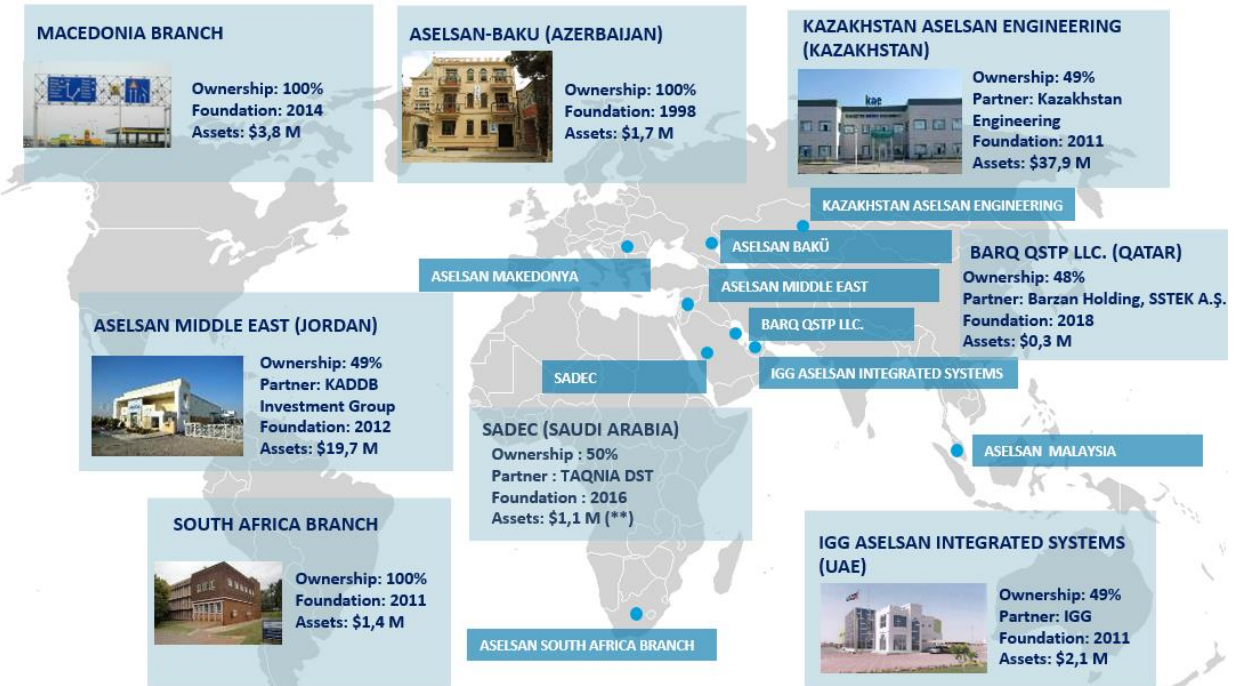 MACEDONIA BRANCH
Ownership: 100%
Foundation: 2014
Assets: $3,8 M
ASELSAN-BAKU (AZERBAIJAN)
Ownership: 100%
Foundation: 1998
Assets: $1,7 M
KAZAKHSTAN ASELSAN ENGINEERING
(KAZAKHSTAN)
kae
Ownership: 49%
Partner: Kazakhstan
Engineering
Foundation: 2011
Assets: $37,9 M
KAZAKHSTAN ASELSAN ENGINEERING
ASELSAN BAKÜ
ASELSAN MAKEDONYA
ASELSAN MIDDLE EAST
BARQ QSTP LLC.
SADEC
IGG ASELSAN INTEGRATED SYSTEMS
BARQ QSTP LLC. (QATAR)
Ownership: 48%
Partner: Barzan Holding, SSTEK A.Ş.
Foundation: 2018
Assets: $0,3 M
ASELSAN MIDDLE EAST (JORDAN)
Ownership: 49%
Partner: KADDB
Investment Group
Foundation: 2012
Assets: $19,7 M
SADEC (SAUDI ARABIA)
Ownership : 50%
Partner : TAQNIA DST
Foundation : 2016
Assets: $1,1 M (**)
ASELSAN MALAYSIA
SOUTH AFRICA BRANCH
Ownership: 100%
Foundation: 2011
Assets: $1,4 M
ASELSAN SOUTH AFRICA BRANCH
IGG ASELSAN INTEGRATED SYSTEMS
(UAE)
Ownership: 49%
Partner: IGG
Foundation: 2011
Assets: $2,1 M